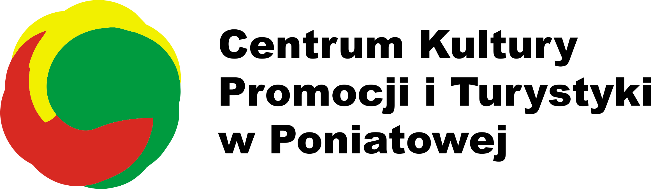 Centrum Kultury
Promocji i Turystyki
w Poniatowej